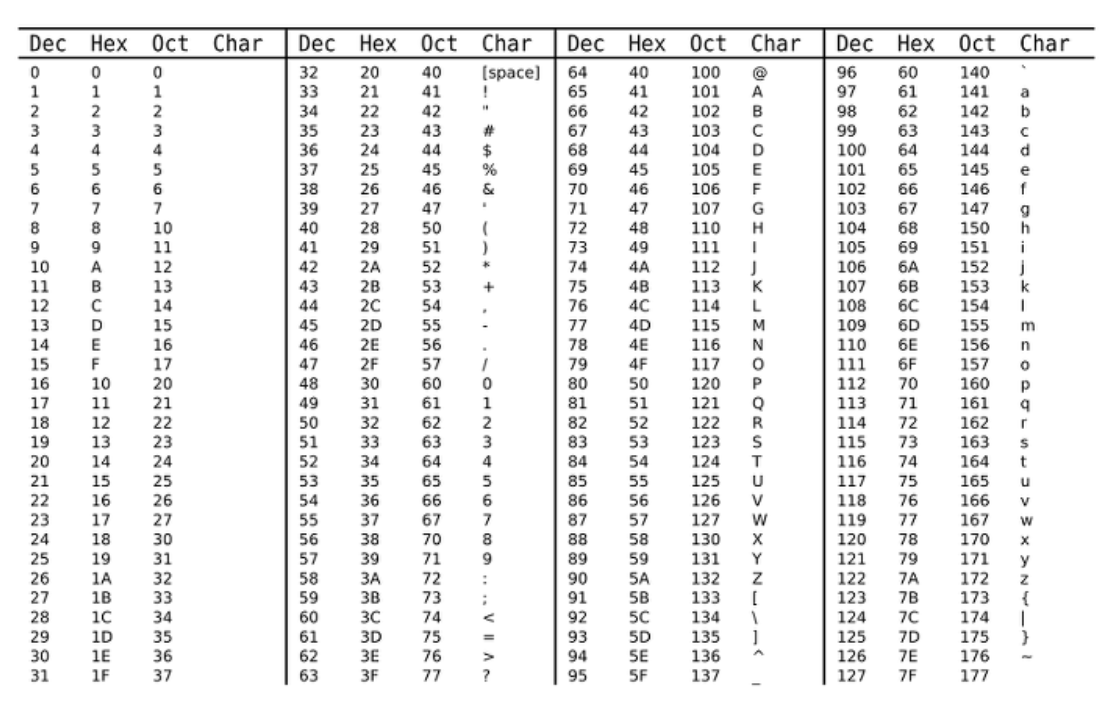 Dec Hex Oct Char Dec Hex Oct Char Dec Hex Oct Char Dec Hex Oct Char
0 0 0 32 20 40 [space] 64 40 100 @ 96 60 140 `
1 1 1 33 21 41 ! 65 41 101 A 97 61 141 a
2 2 2 34 22 42 " 66 42 102 B 98 62 142 b
3 3 3 35 23 43 # 67 43 103 C 99 63 143 c
4 4 4 36 24 44 $ 68 44 104 D 100 64 144 d
5 5 5 37 25 45 % 69 45 105 E 101 65 145 e
6 6 6 38 26 46 & 70 46 106 F 102 66 146 f
7 7 7 39 27 47 ' 71 47 107 G 103 67 147 g
8 8 10 40 28 50 ( 72 48 110 H 104 68 150 h
9 9 11 41 29 51 ) 73 49 111 I 105 69 151 i
10 A 12 42 2A 52 * 74 4A 112 J 106 6A 152 j
11 B 13 43 2B 53 + 75 4B 113 K 107 6B 153 k
12 C 14 44 2C 54 , 76 4C 114 L 108 6C 154 l
13 D 15 45 2D 55 - 77 4D 115 M 109 6D 155 m
14 E 16 46 2E 56 . 78 4E 116 N 110 6E 156 n
15 F 17 47 2F 57 / 79 4F 117 O 111 6F 157 o
16 10 20 48 30 60 0 80 50 120 P 112 70 160 p
17 11 21 49 31 61 1 81 51 121 Q 113 71 161 q
18 12 22 50 32 62 2 82 52 122 R 114 72 162 r
19 13 23 51 33 63 3 83 53 123 S 115 73 163 s
20 14 24 52 34 64 4 84 54 124 T 116 74 164 t
21 15 25 53 35 65 5 85 55 125 U 117 75 165 u
22 16 26 54 36 66 6 86 56 126 V 118 76 166 v
23 17 27 55 37 67 7 87 57 127 W 119 77 167 w
24 18 30 56 38 70 8 88 58 130 X 120 78 170 x
25 19 31 57 39 71 9 89 59 131 Y 121 79 171 y
26 1A 32 58 3A 72 : 90 5A 132 Z 122 7A 172 z
27 1B 33 59 3B 73 ; 91 5B 133 [ 123 7B 173 {
28 1C 34 60 3C 74 < 92 5C 134 \ 124 7C 174 |
29 1D 35 61 3D 75 = 93 5D 135 ] 125 7D 175 }
30 1E 36 62 3E 76 > 94 5E 136 ^ 126 7E 176 ~
31 1F 37 63 3F 77 ? 95 5F 137 _ 127 7F 177